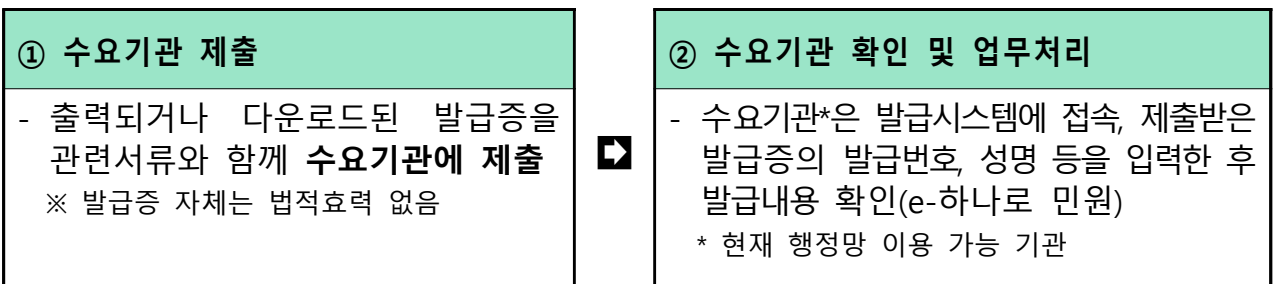 ① 수요기관 제출
- 출력되거나 다운로드된 발급증을
관련서류와 함께 수요기관에 제출
※ 발급증 자체는 법적효력 없음
② 수요기관 확인 및 업무처리
- 수요기관*은 발급시스템에 접속, 제출받은
발급증의 발급번호, 성명 등을 입력한 후
발급내용 확인(e-하나로 민원)
* 현재 행정망 이용 가능 기관